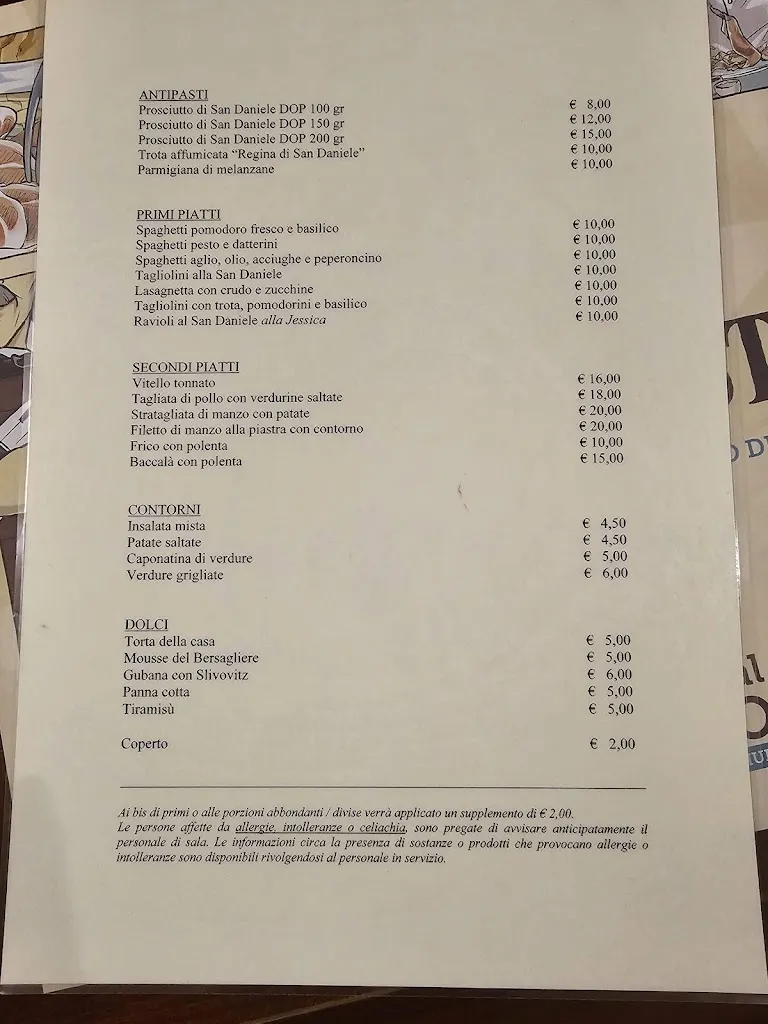 ANTIPASTI
Prosciutto di San Daniele DOP 100 gr € 8,00
Prosciutto di San Daniele DOP 150 gr € 12,00
Prosciutto di San Daniele DOP 200 gr € 15,00
Trota affumicata “Regina di San Daniele” € 10,00
Parmigiana di melanzane € 10,00
PRIMI PIATTI
Spaghetti pomodoro fresco e basilico € 10,00
Spaghetti pesto e datterini € 10,00
Spaghetti aglio, olio, acciughe e peperoncino € 10,00
Tagliolini alla San Daniele € 10,00
Lasagnetta con crudo e zucchine € 10,00
Tagliolini con trota, pomodorini e basilico € 10,00
Ravioli al San Daniele alla Jessica € 10,00
SECONDI PIATTI
Vitello tonnato € 16,00
Tagliata di pollo con verdurine saltate € 18,00
Stratagliata di manzo con patate € 20,00
Filetto di manzo alla piastra con contorno € 20,00
Frico con polenta € 10,00
Baccalà con polenta € 15,00
CONTORNI
Insalata mista € 4,50
Patate saltate € 4,50
Caponatina di verdure € 5,00
Verdure grigliate € 6,00
DOLCI
Torta della casa € 5,00
Mousse del Bersagliere € 5,00
Gubana con Slivovitz € 6,00
Panna cotta € 5,00
Tiramisù € 5,00
Coperto € 2,00
Ai bis di primi o alle porzioni abbondanti / divise verrà applicato un supplemento di € 2,00.
Le persone affette da allergie, intolleranze o celiachia, sono pregate di avvisare anticipatamente il
personale di sala. Le informazioni circa la presenza di sostanze o prodotti che provocano allergie o
intolleranze sono disponibili rivolgendosi al personale in servizio.